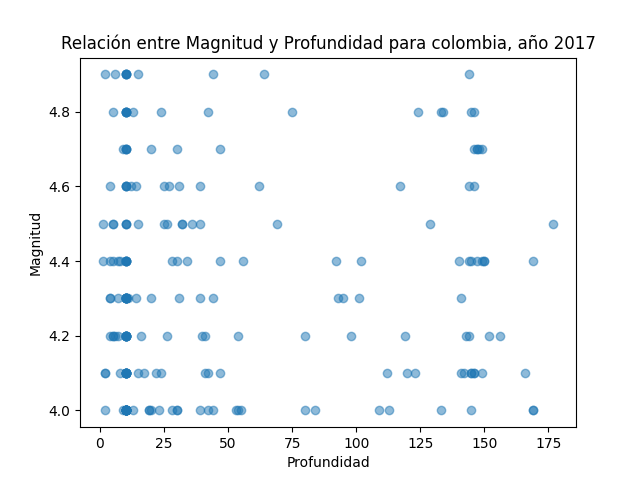 Relación entre Magnitud y Profundidad para colombia, año 2017
Magnitud
4.8
4.6
4.4
4.2
4.0
0 25 50 75 100 125 150 175
Profundidad